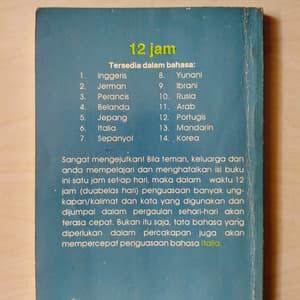 12 jam
Tersedia dalam bahasa:
1. Inggeris
2. Jerman
3. Perancis
4. Belanda
5. Jepang
6. Italia
7. Sepanyol
8. Yunani
9. Ibrani
10. Rusia
11. Arab
12. Portugis
13. Mandarin
14. Korea
Sangat mengejutkan! Bila teman, keluarga dan
anda mempelajari dan menghafalkan isi buku
ini satu jam setiap hari, maka dalam waktu 12
jam (duabelas hari) penguasaan banyak ung-
kapan/kalimat dan kata yang digunakan dan
dijumpai dalam pergaulan sehari-hari akan
terasa cepat. Bukan itu saja, tata bahasa yang
diperlukan dalam percakapan juga akan
mempercepat penguasaan bahasa Italia.